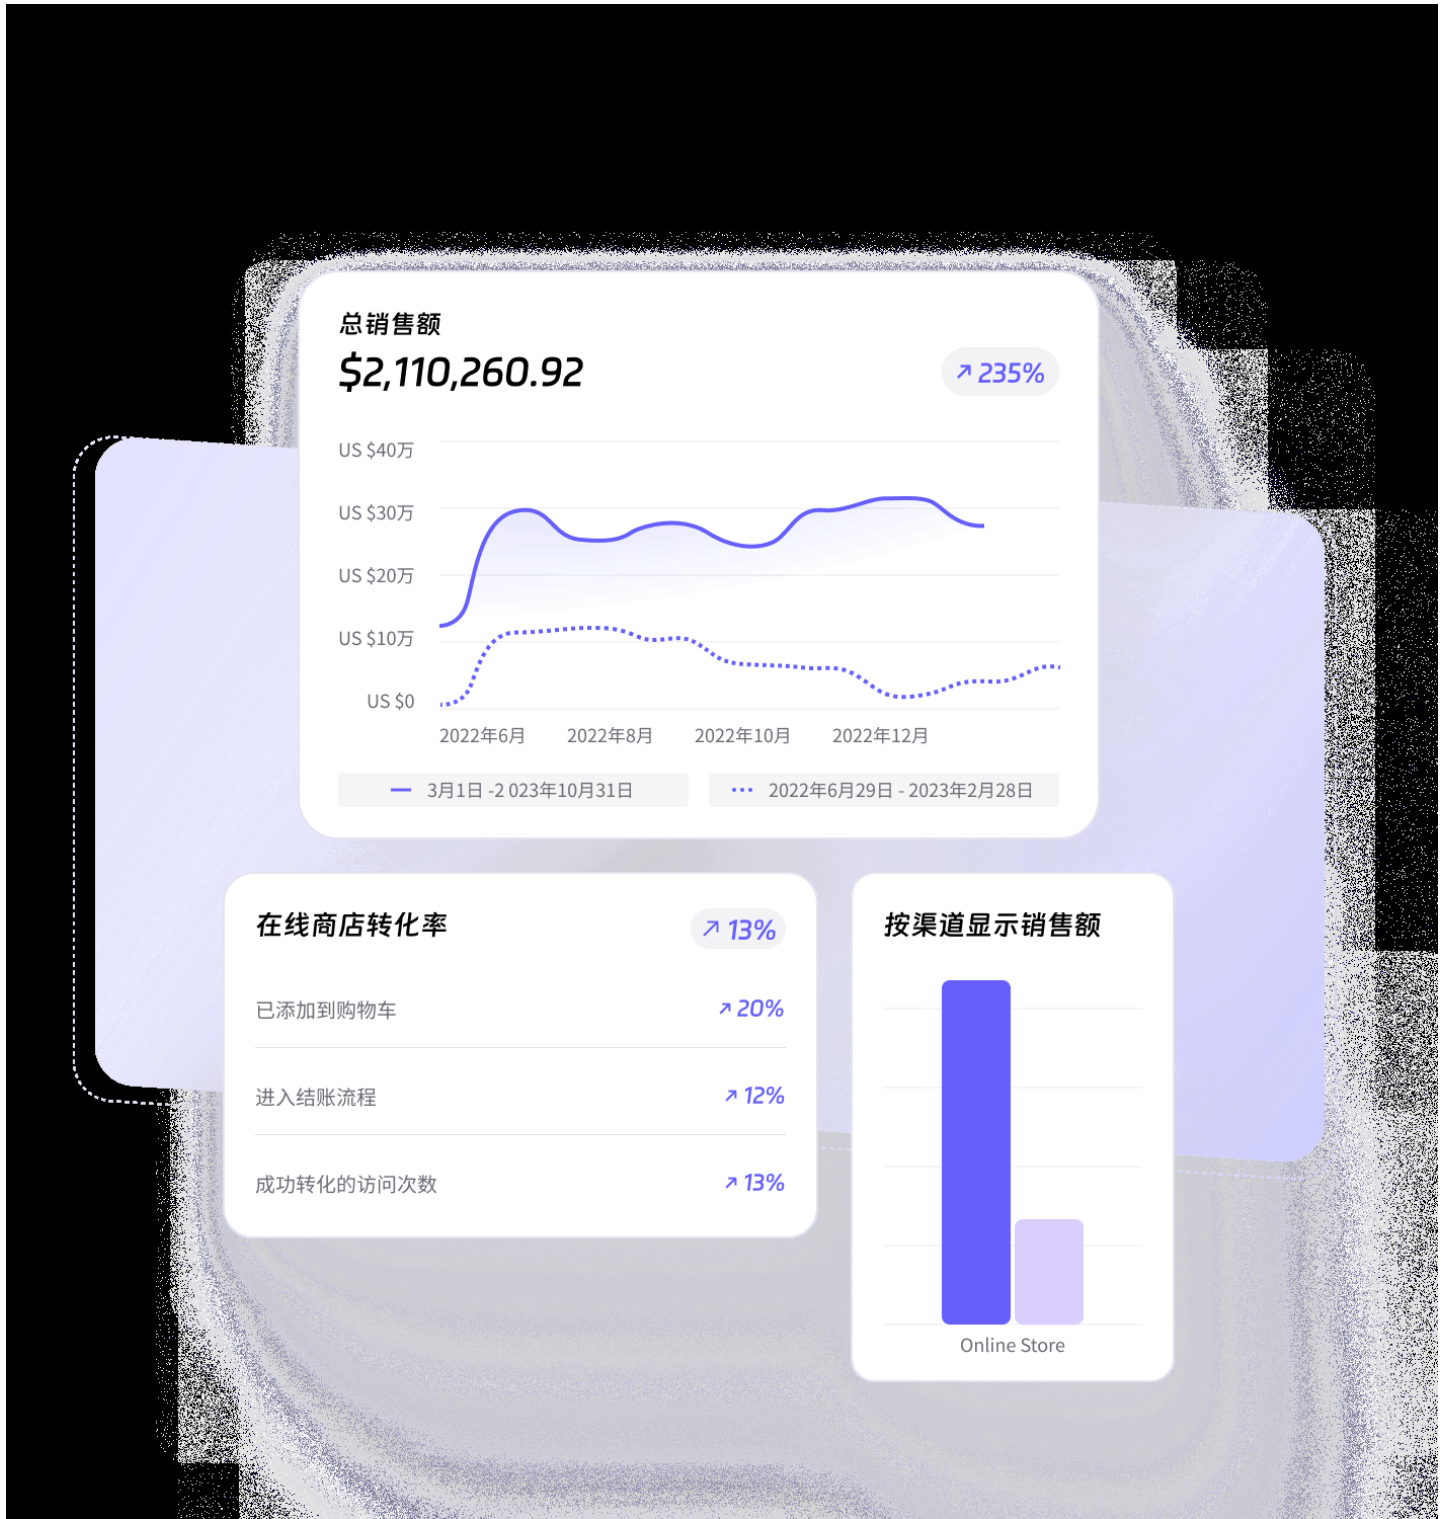 总销售额
$2,110,260.92
↗ 235%
US $40万
US $30万
US $20万
US $10万
US $0
2022年6月 2022年8月 2022年10月 2022年12月
3月1日 -2 023年10月31日
2022年6月29日 - 2023年2月28日
在线商店转化率
↗ 13%
已添加到购物车 ↗ 20%
进入结账流程 ↗ 12%
成功转化的访问次数 ↗ 13%
按渠道显示销售额
Online Store